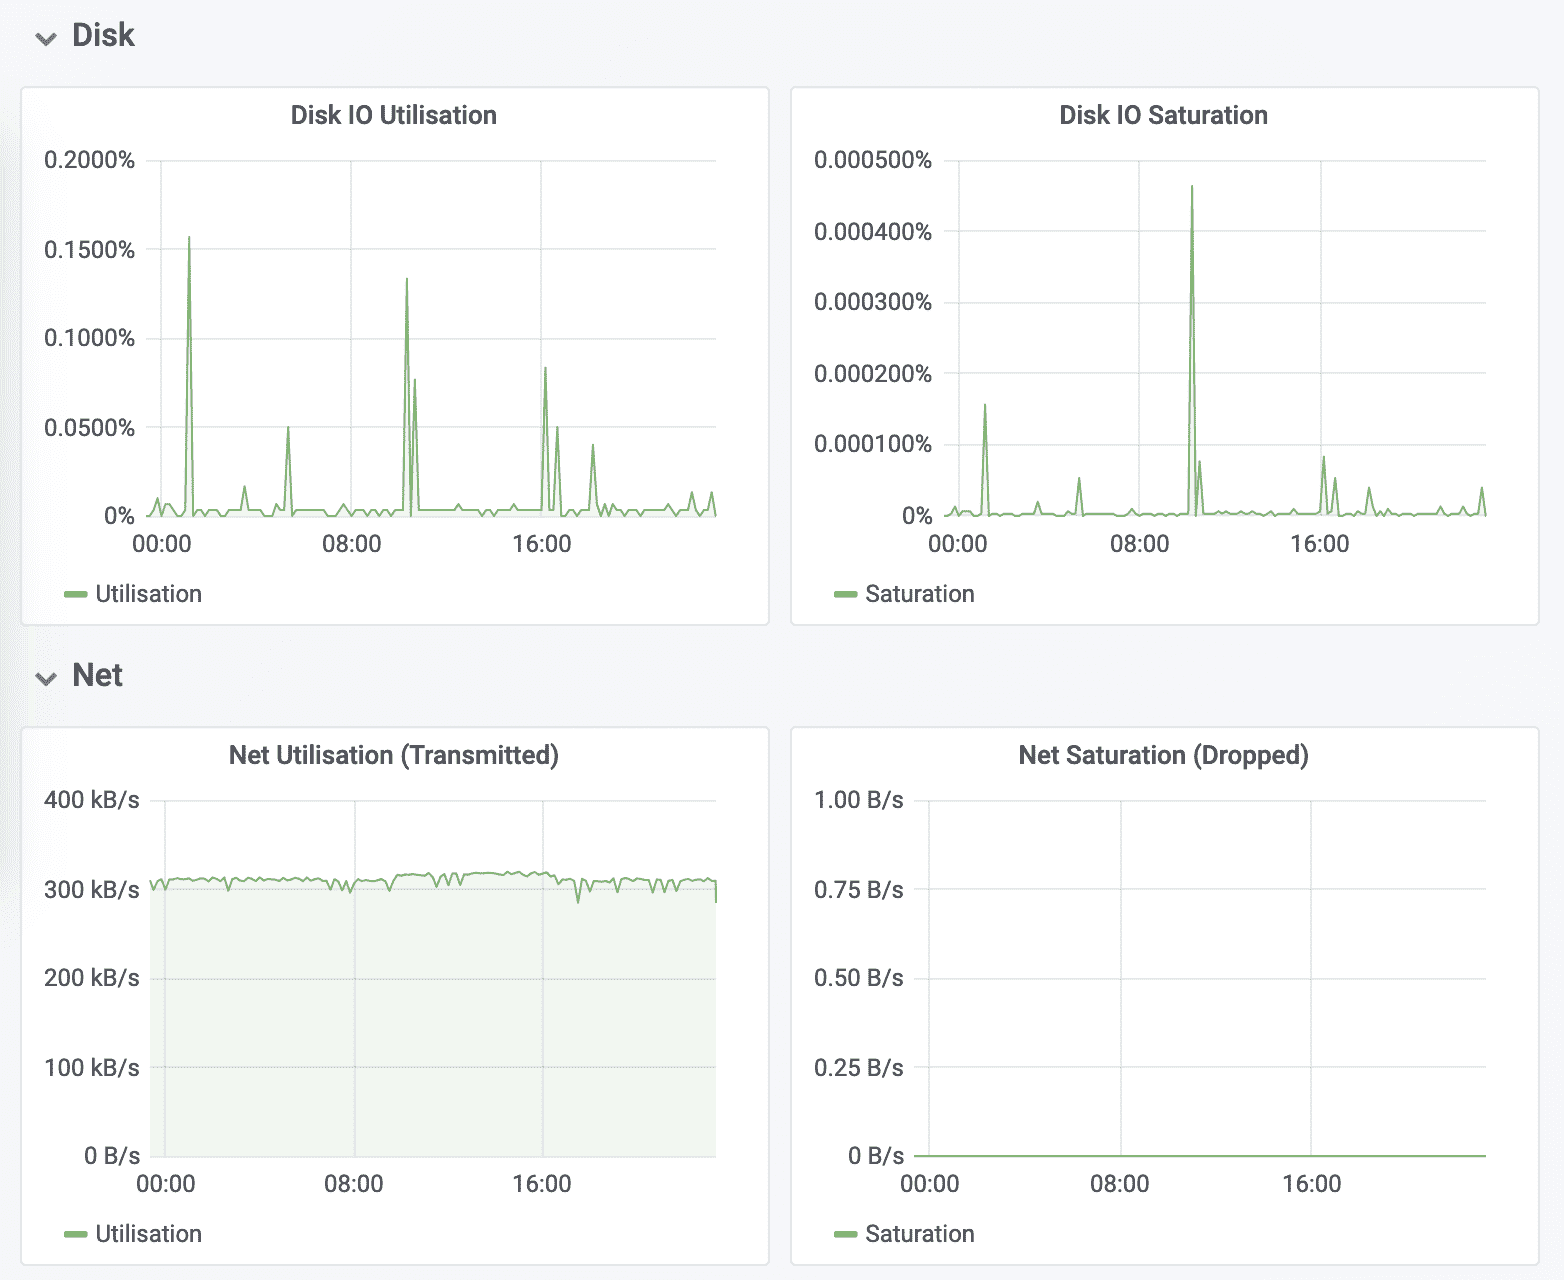 Disk
Disk IO Utilisation
0.2000%
0.1500%
0.1000%
0.0500%
0%
00:00 08:00 16:00
Utilisation
Disk IO Saturation
0.000500%
0.000400%
0.000300%
0.000200%
0.000100%
0%
00:00 08:00 16:00
Saturation
Net
Net Utilisation (Transmitted)
400 kB/s
300 kB/s
200 kB/s
100 kB/s
0 B/s
00:00 08:00 16:00
Utilisation
Net Saturation (Dropped)
1.00 B/s
0.75 B/s
0.50 B/s
0.25 B/s
0 B/s
00:00 08:00 16:00
Saturation